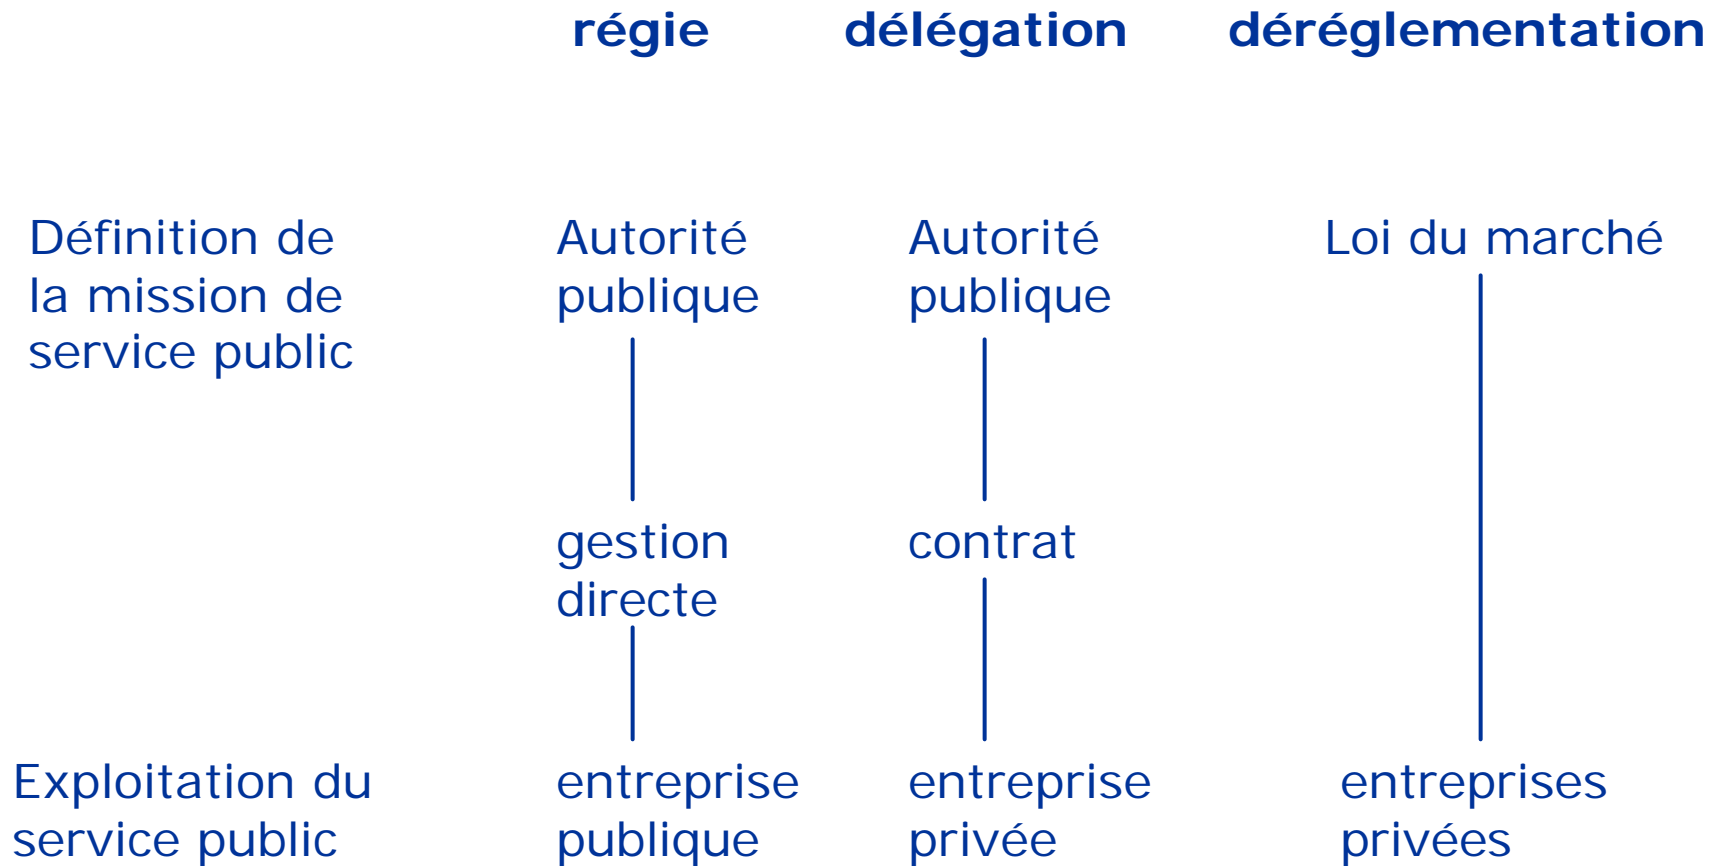 régie délégation déréglementation
Définition de
la mission de
service public
Autorité
publique
Autorité
publique
Loi du marché
gestion
directe
contrat
Exploitation du
service public
entreprise
publique
entreprise
privée
entreprises
privées